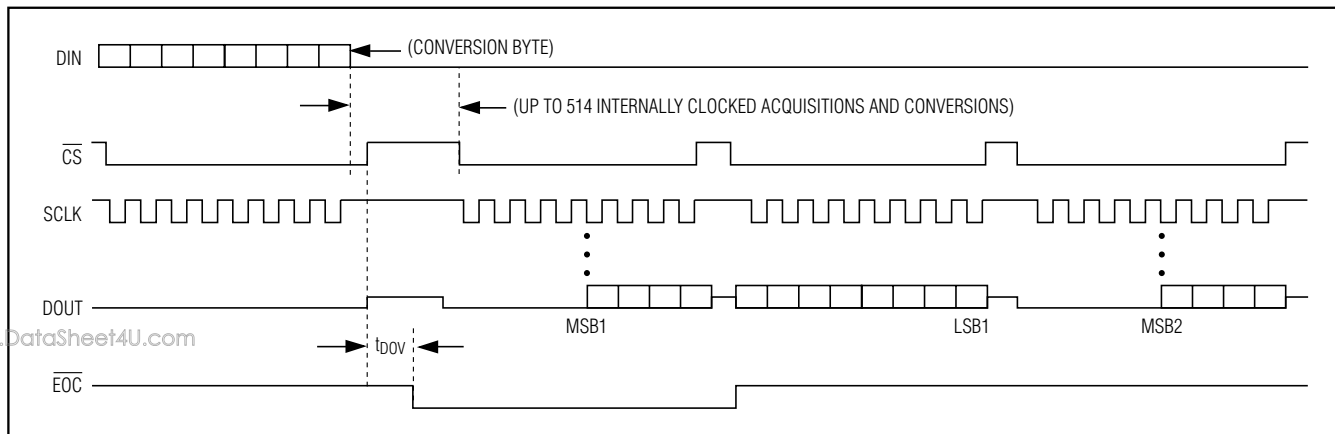 DIN
(CONVERSION BYTE)
(UP TO 514 INTERNALLY CLOCKED ACQUISITIONS AND CONVERSIONS)
CS
SCLK
DOUT
MSB1
LSB1
MSB2
.DataSheet4U.com
tDOV
EOC